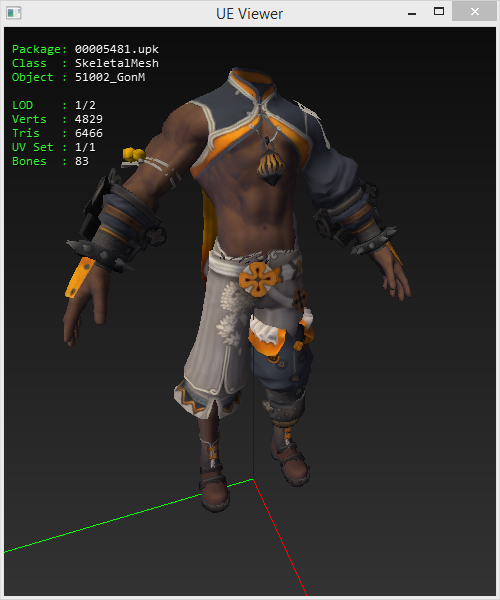 UE Viewer
Package: 00005481.upk
Class : SkeletalMesh
Object : 51002_GonM
LOD : 1/2
Verts : 4829
Tris : 6466
UV Set : 1/1
Bones : 83